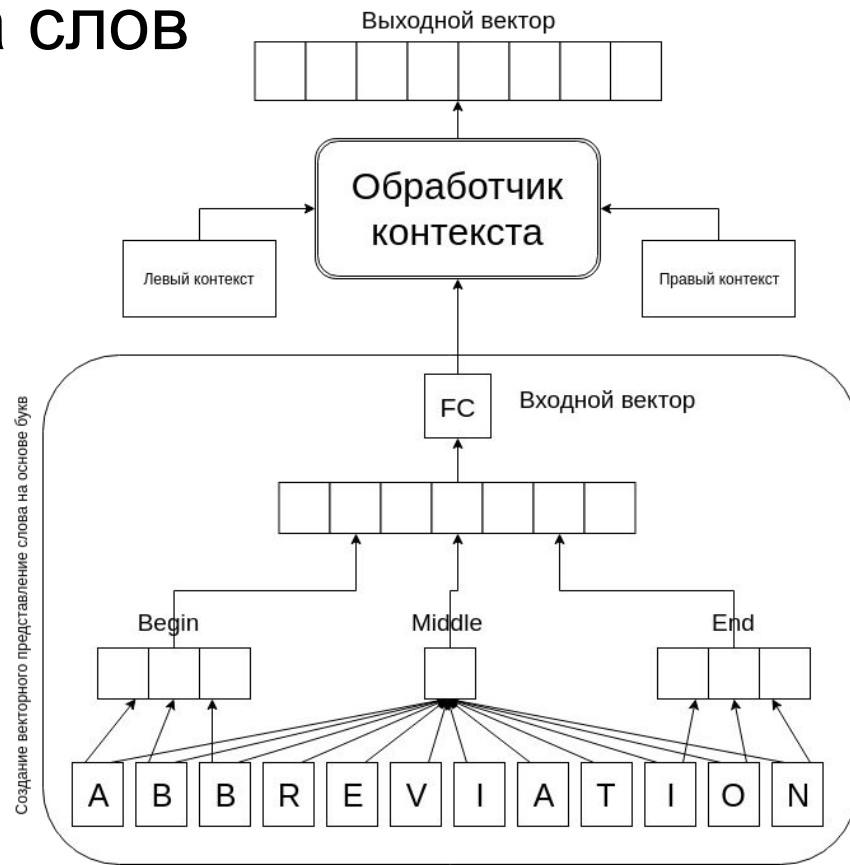 а слов
Выходной вектор
Обработчик
контекста
Левый контекст
Правый контекст
FC
Входной вектор
Создание векторного представление слова на основе букв
Begin
Middle
End
A B B R E V I A T I O N